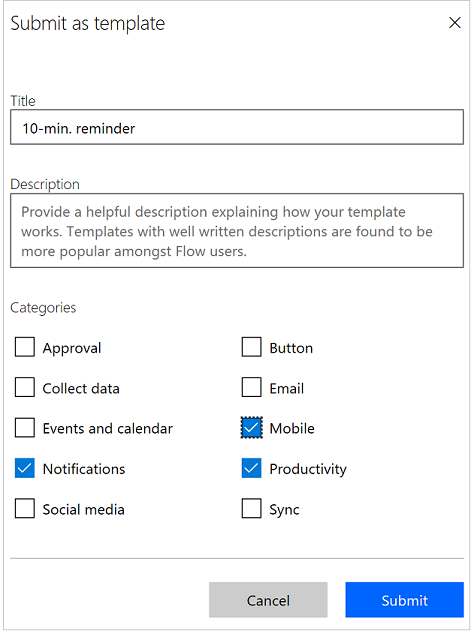 Submit as template
Title
10-min. reminder
Description
Provide a helpful description explaining how your template
works. Templates with well written descriptions are found to be
more popular amongst Flow users.
Categories
Approval
Button
Collect data
Email
Events and calendar
Mobile
Notifications
Productivity
Social media
Sync
Cancel
Submit